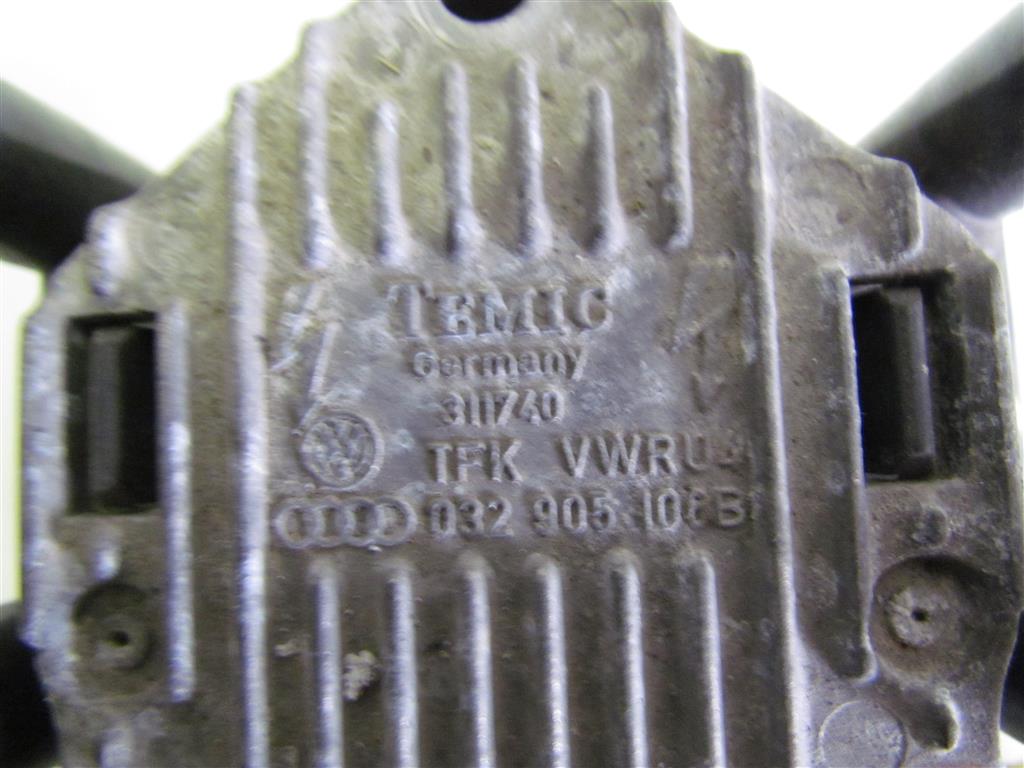 TEMIC
Germany
311740
TFK VWRU4
032 905 106 B